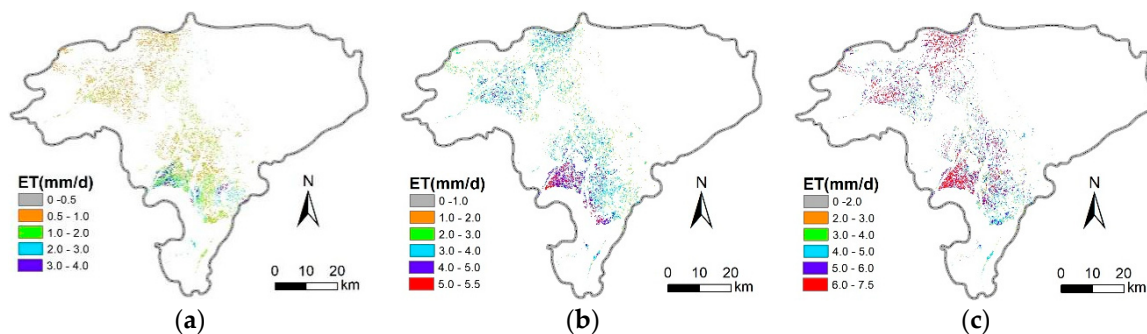 ET(mm/d)
0 -0.5
0.5 - 1.0
1.0 - 2.0
2.0 - 3.0
3.0 - 4.0
N
0 10 20
km
(a)
ET(mm/d)
0 -1.0
1.0 - 2.0
2.0 - 3.0
3.0 - 4.0
4.0 - 5.0
5.0 - 5.5
N
0 10 20
km
(b)
ET(mm/d)
0 -2.0
2.0 - 3.0
3.0 - 4.0
4.0 - 5.0
5.0 - 6.0
6.0 - 7.5
N
0 10 20
km
(c)